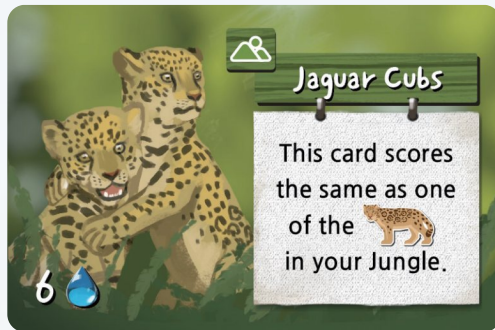 Jaguar Cubs
This card scores
the same as one
of the
in your Jungle.
6